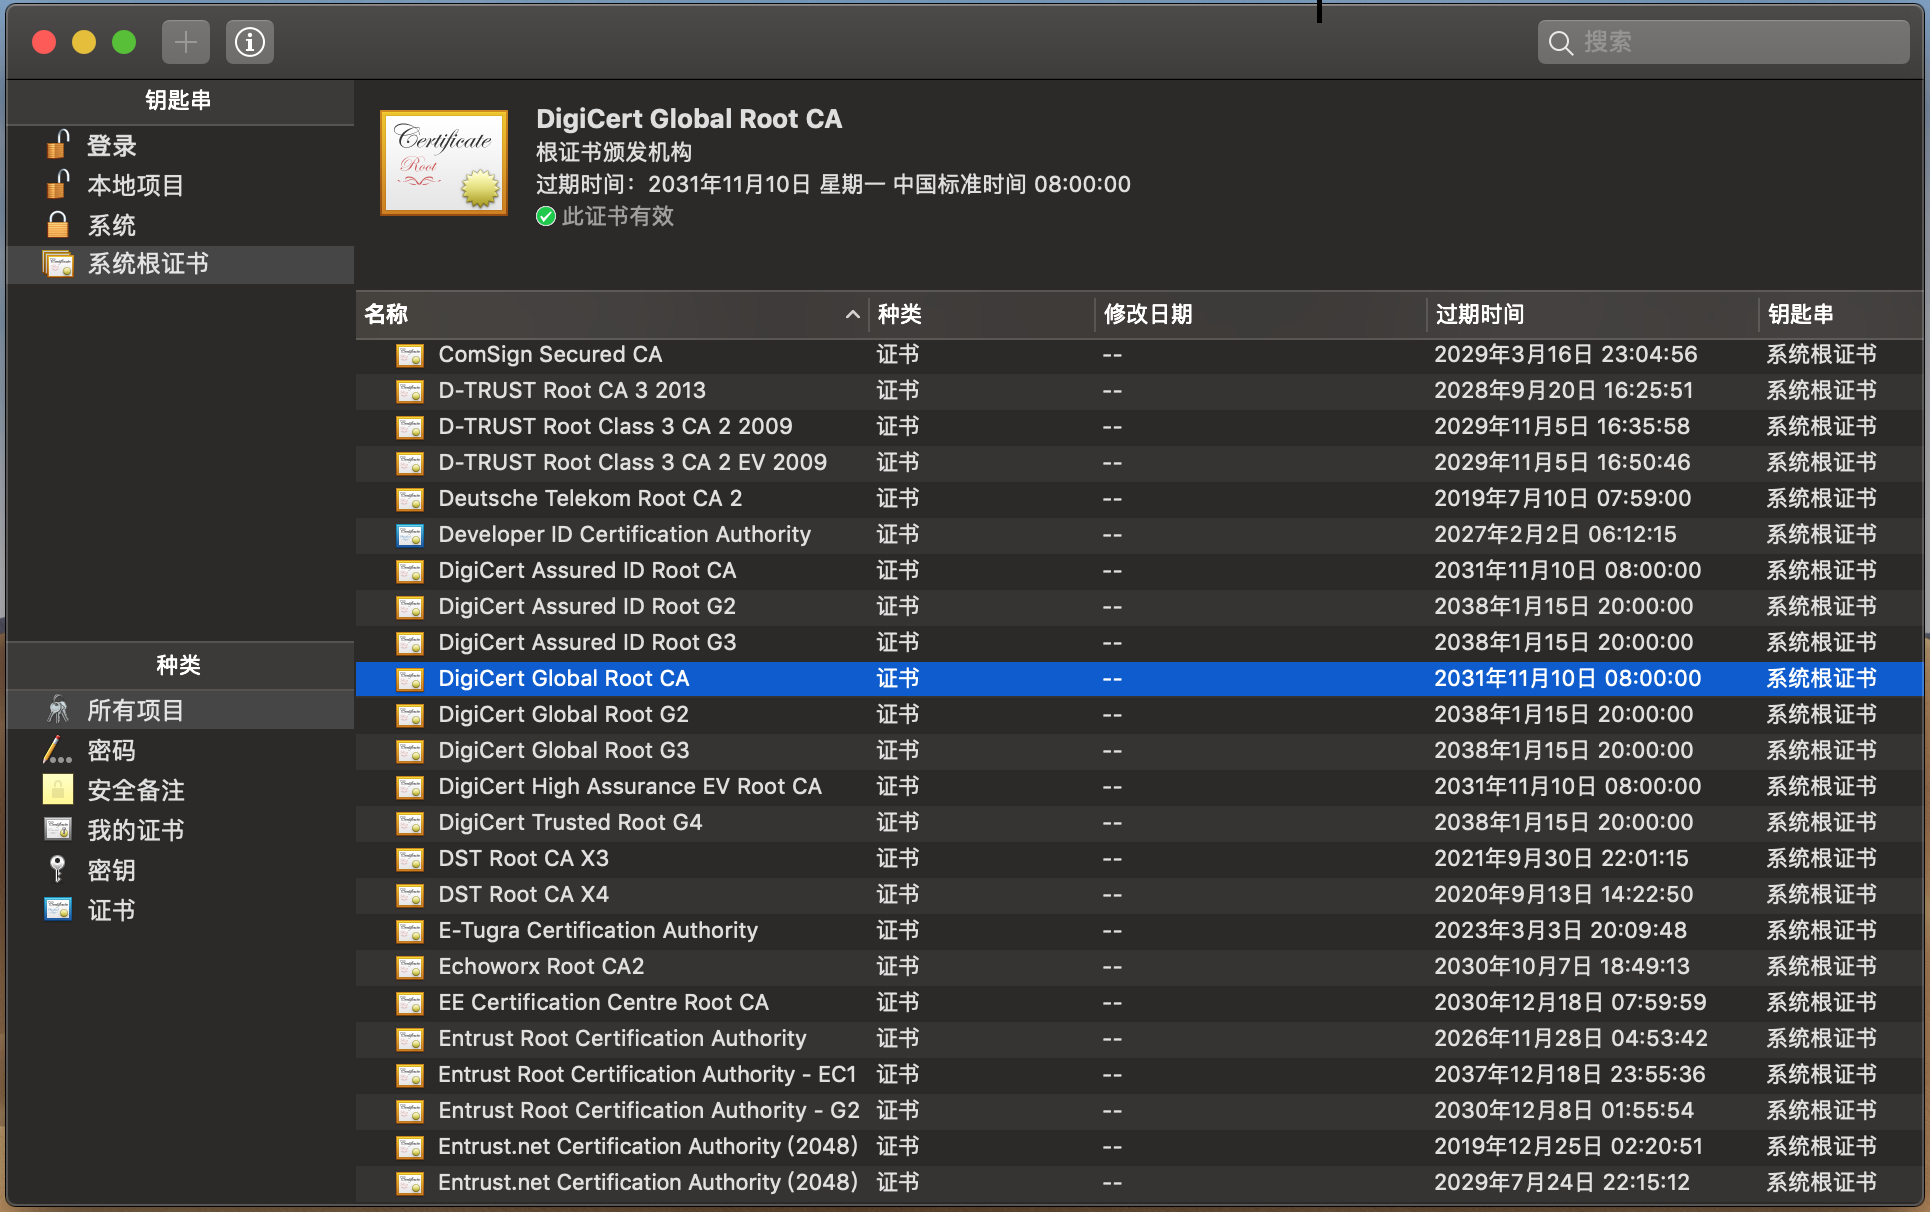 搜索
钥匙串
登录
本地项目
系统
系统根证书
Certificate
Root
DigiCert Global Root CA
根证书颁发机构
过期时间：2031年11月10日 星期一 中国标准时间 08:00:00
此证书有效
名称 种类 修改日期 过期时间 钥匙串
ComSign Secured CA 证书 -- 2029年3月16日 23:04:56 系统根证书
D-TRUST Root CA 3 2013 证书 -- 2028年9月20日 16:25:51 系统根证书
D-TRUST Root Class 3 CA 2 2009 证书 -- 2029年11月5日 16:35:58 系统根证书
D-TRUST Root Class 3 CA 2 EV 2009 证书 -- 2029年11月5日 16:50:46 系统根证书
Deutsche Telekom Root CA 2 证书 -- 2019年7月10日 07:59:00 系统根证书
Developer ID Certification Authority 证书 -- 2027年2月2日 06:12:15 系统根证书
DigiCert Assured ID Root CA 证书 -- 2031年11月10日 08:00:00 系统根证书
DigiCert Assured ID Root G2 证书 -- 2038年1月15日 20:00:00 系统根证书
DigiCert Assured ID Root G3 证书 -- 2038年1月15日 20:00:00 系统根证书
DigiCert Global Root CA 证书 -- 2031年11月10日 08:00:00 系统根证书
DigiCert Global Root G2 证书 -- 2038年1月15日 20:00:00 系统根证书
DigiCert Global Root G3 证书 -- 2038年1月15日 20:00:00 系统根证书
DigiCert High Assurance EV Root CA 证书 -- 2031年11月10日 08:00:00 系统根证书
DigiCert Trusted Root G4 证书 -- 2038年1月15日 20:00:00 系统根证书
DST Root CA X3 证书 -- 2021年9月30日 22:01:15 系统根证书
DST Root CA X4 证书 -- 2020年9月13日 14:22:50 系统根证书
E-Tugra Certification Authority 证书 -- 2023年3月3日 20:09:48 系统根证书
Echoworx Root CA2 证书 -- 2030年10月7日 18:49:13 系统根证书
EE Certification Centre Root CA 证书 -- 2030年12月18日 07:59:59 系统根证书
Entrust Root Certification Authority 证书 -- 2026年11月28日 04:53:42 系统根证书
Entrust Root Certification Authority - EC1 证书 -- 2037年12月18日 23:55:36 系统根证书
Entrust Root Certification Authority - G2 证书 -- 2030年12月8日 01:55:54 系统根证书
Entrust.net Certification Authority (2048) 证书 -- 2019年12月25日 02:20:51 系统根证书
Entrust.net Certification Authority (2048) 证书 -- 2029年7月24日 22:15:12 系统根证书
种类
所有项目
密码
安全备注
我的证书
密钥
证书